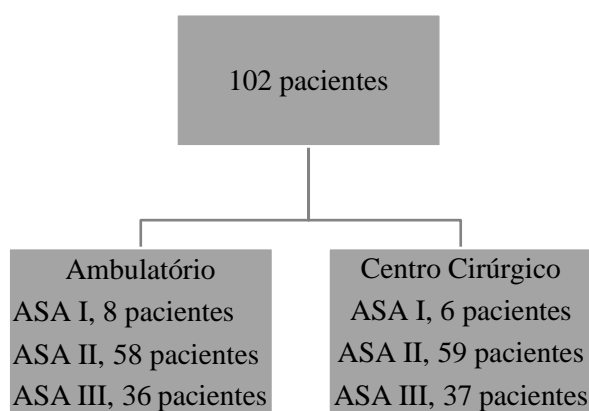 102 pacientes
Ambulatório
ASA I, 8 pacientes
ASA II, 58 pacientes
ASA III, 36 pacientes
Centro Cirúrgico
ASA I, 6 pacientes
ASA II, 59 pacientes
ASA III, 37 pacientes